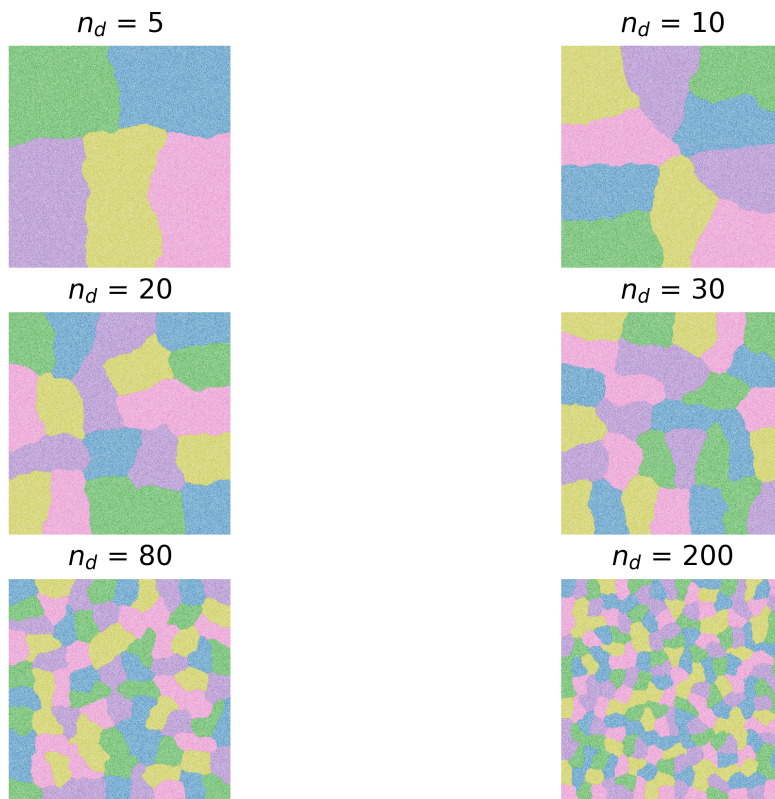 n_d = 5
n_d = 10
n_d = 20
n_d = 30
n_d = 80
n_d = 200